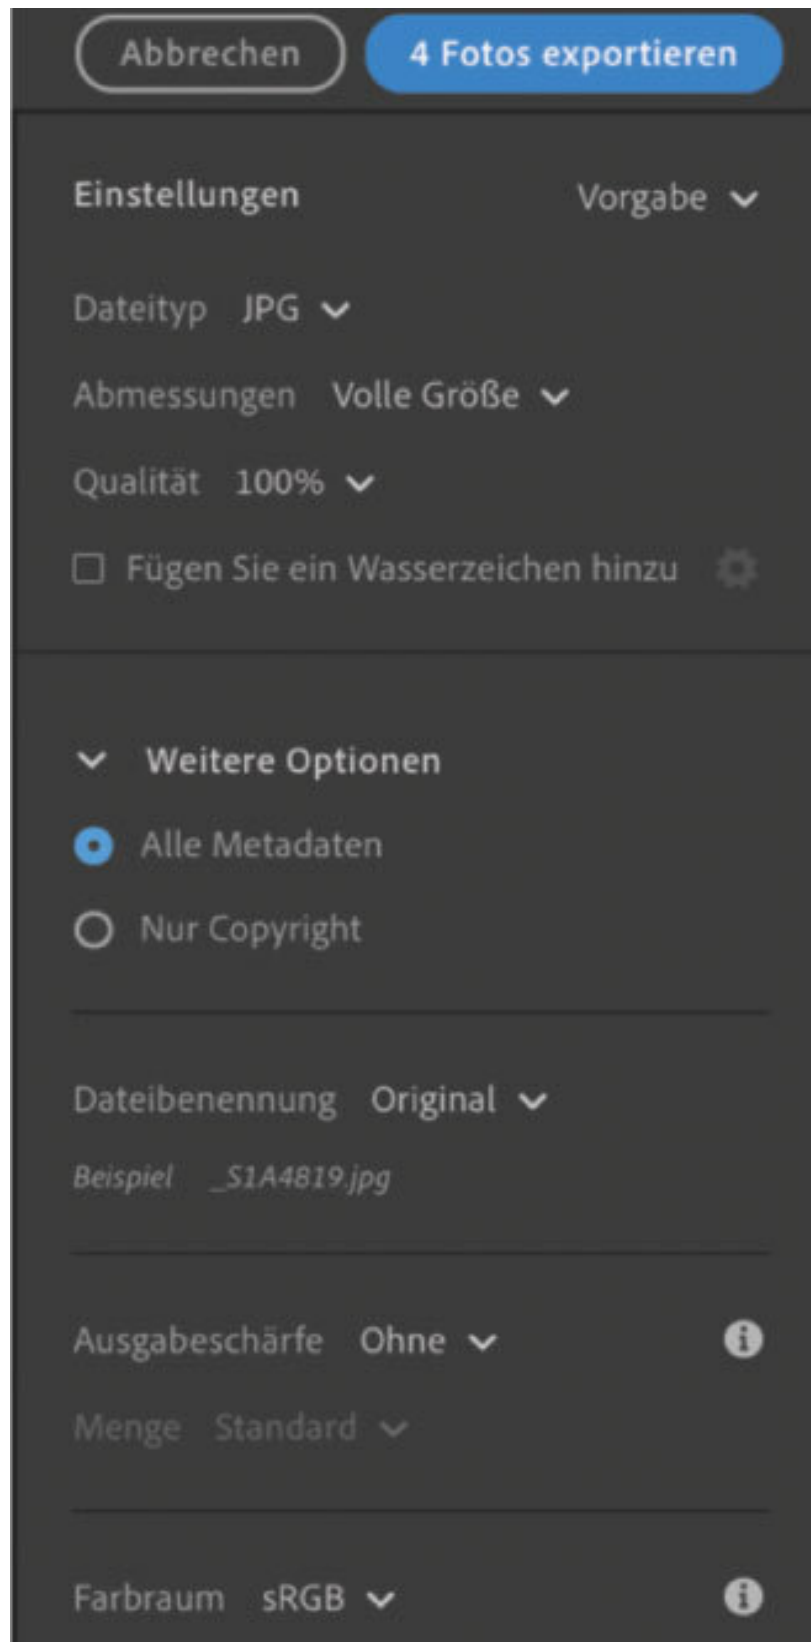 Abbrechen 4 Fotos exportieren
Einstellungen Vorgabe
Dateityp JPG
Abmessungen Volle Größe
Qualität 100%
Fügen Sie ein Wasserzeichen hinzu
Weitere Optionen
Alle Metadaten
Nur Copyright
Dateibenennung Original
Beispiel _S1A4819.jpg
Ausgabeschärfe Ohne
Menge Standard
Farbraum sRGB